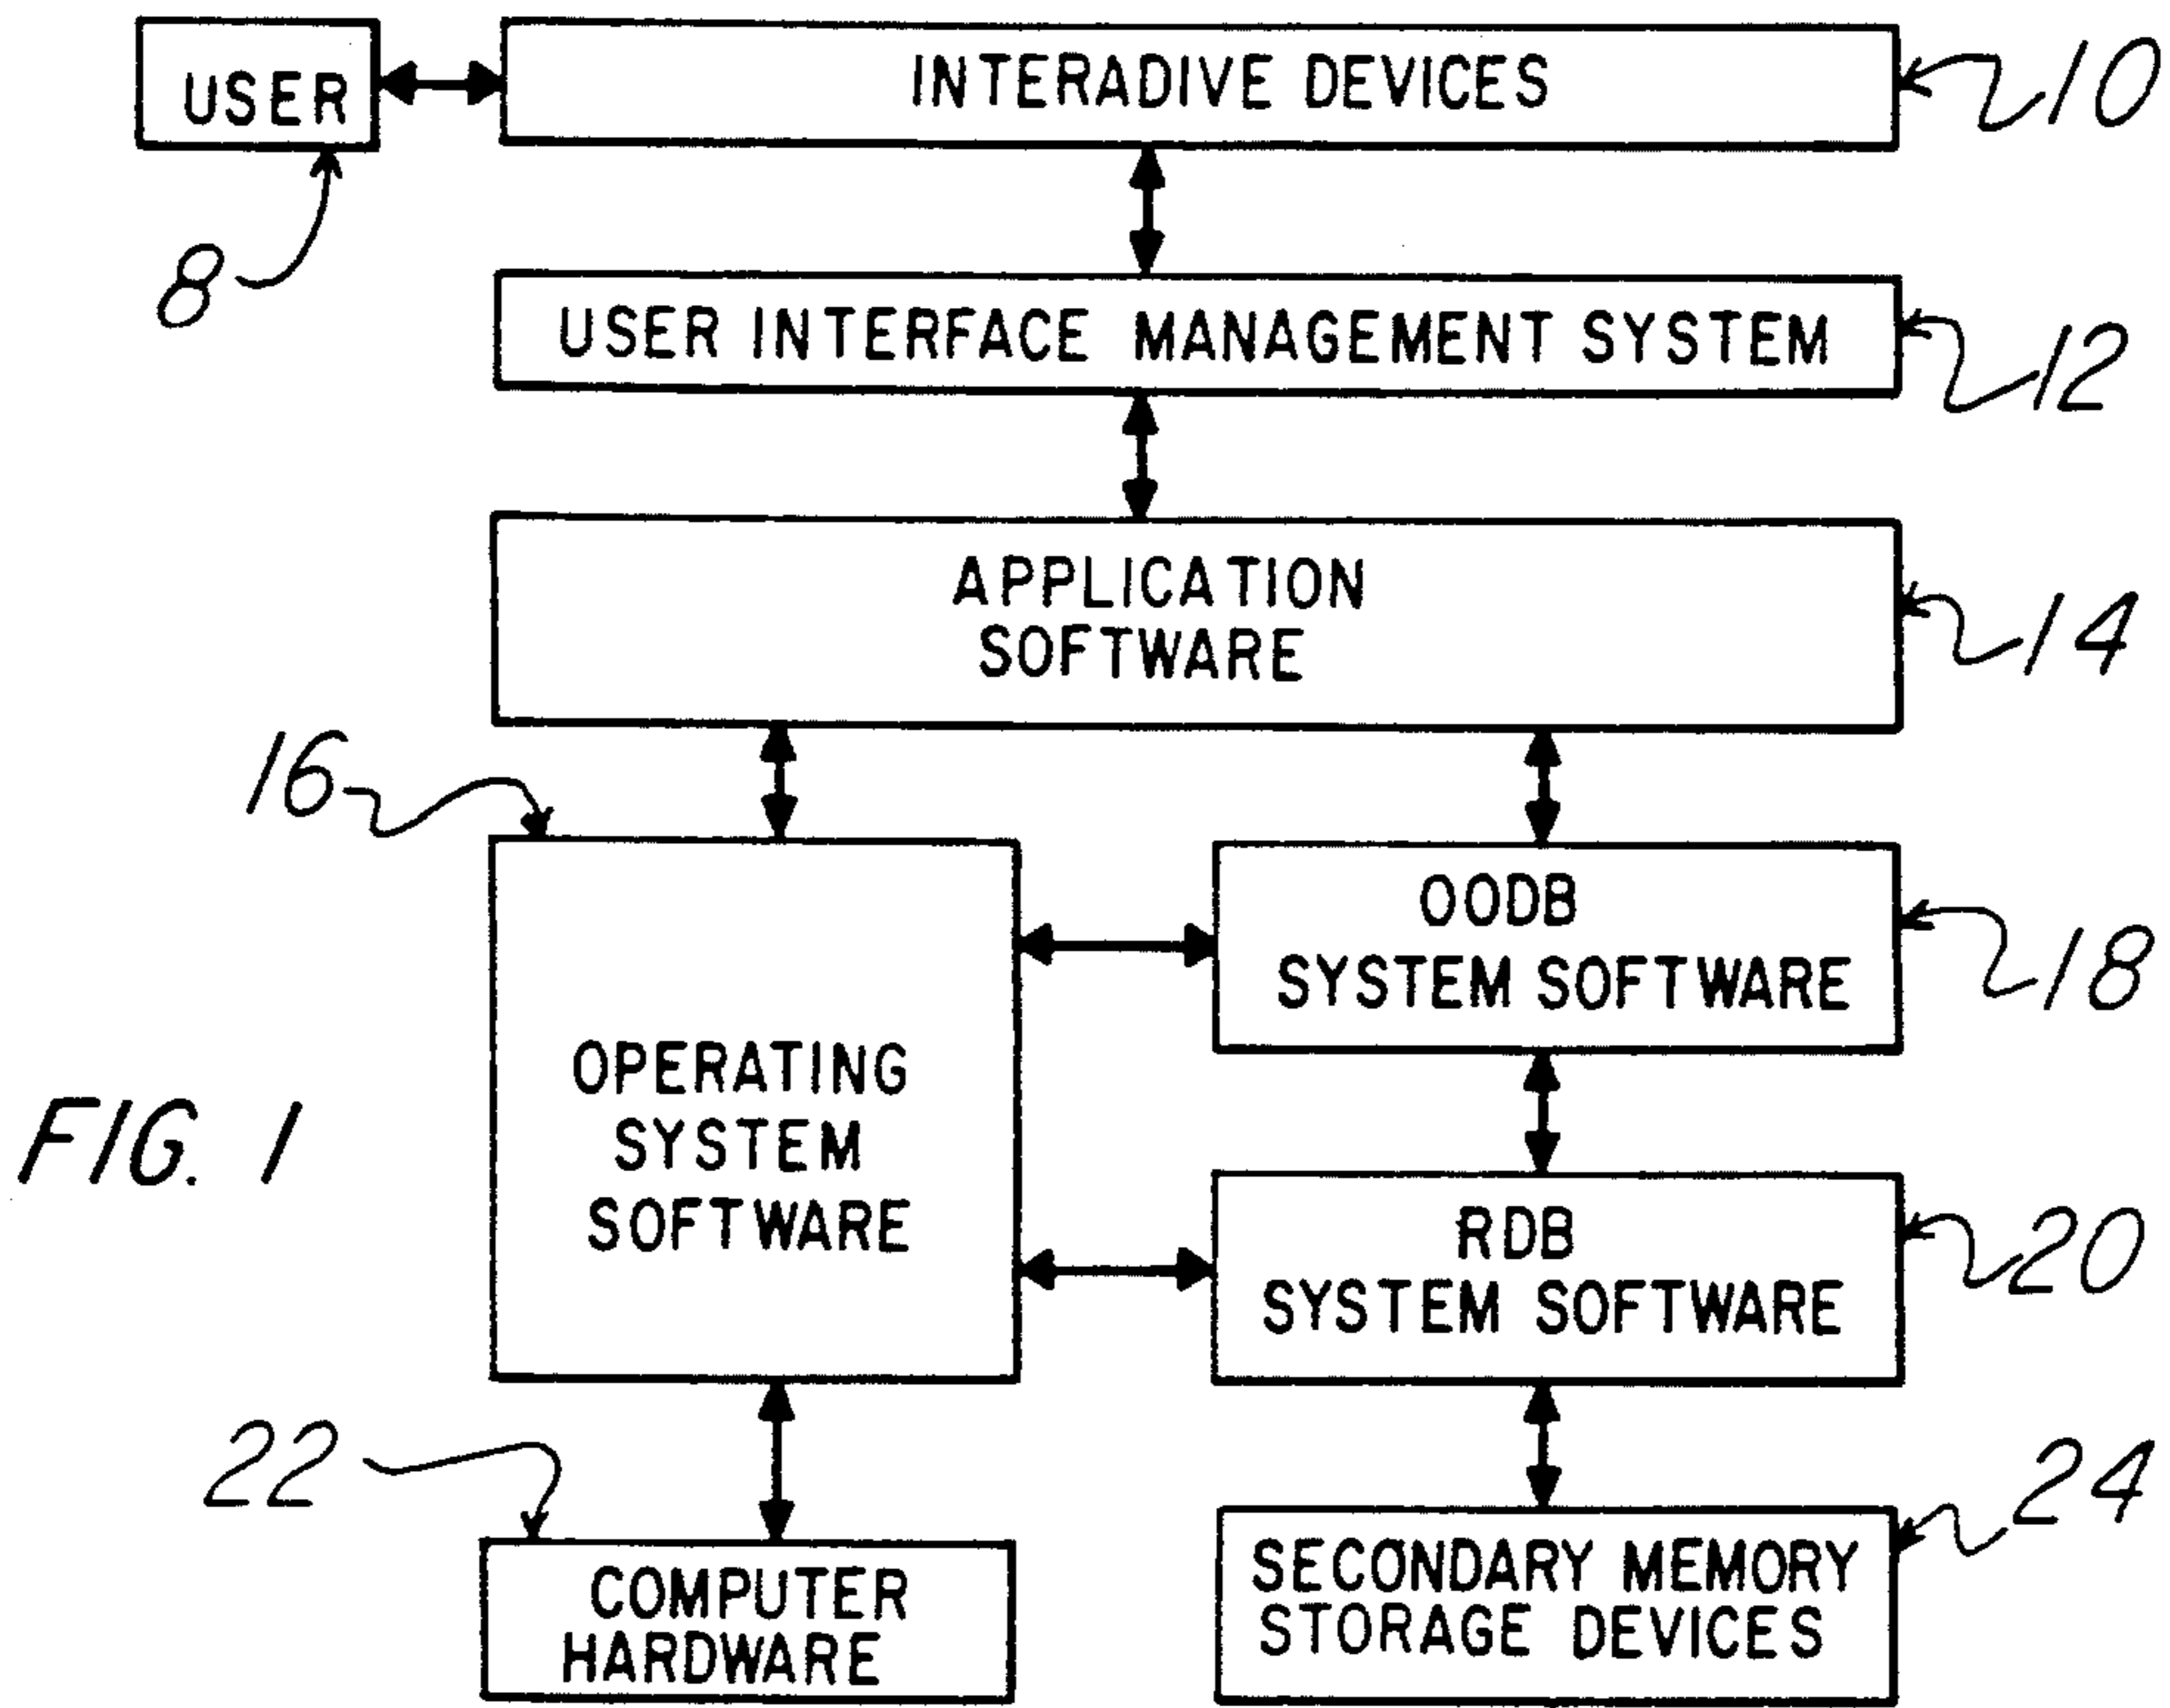 USER
INTERADIVE DEVICES
10
8
USER INTERFACE MANAGEMENT SYSTEM
12
APPLICATION
SOFTWARE
14
16
OODB
SYSTEM SOFTWARE
18
OPERATING
SYSTEM
SOFTWARE
FIG. 1
RDB
SYSTEM SOFTWARE
20
22
24
COMPUTER
HARDWARE
SECONDARY MEMORY
STORAGE DEVICES